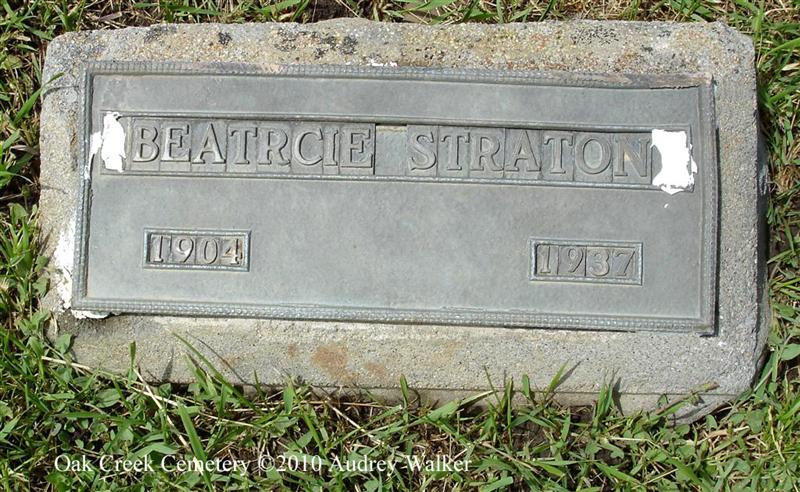 BEATRCIE STRATON
1904 1937
Oak Creek Cemetery ©2010 Audrey Walker